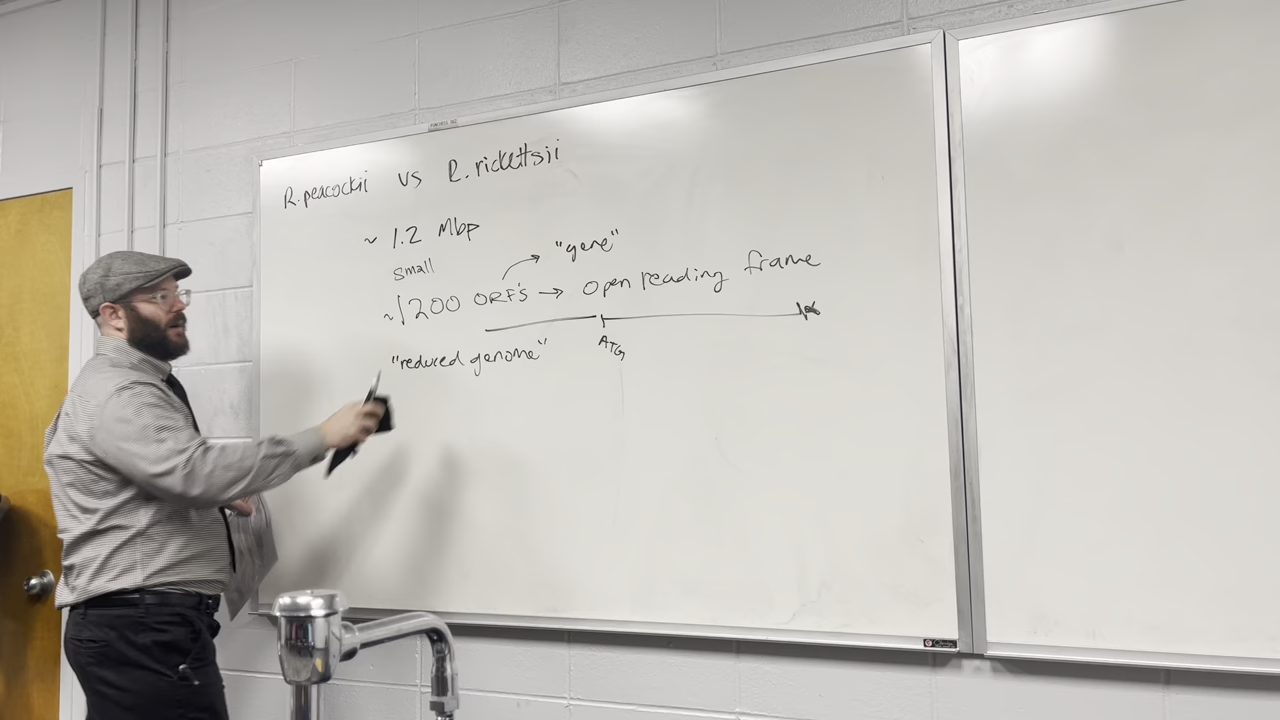 R. peacockii vs R. rickettsii
~ 1.2 Mbp
small
"gene"
~1200 ORF's → open reading frame
ATG
"reduced genome"